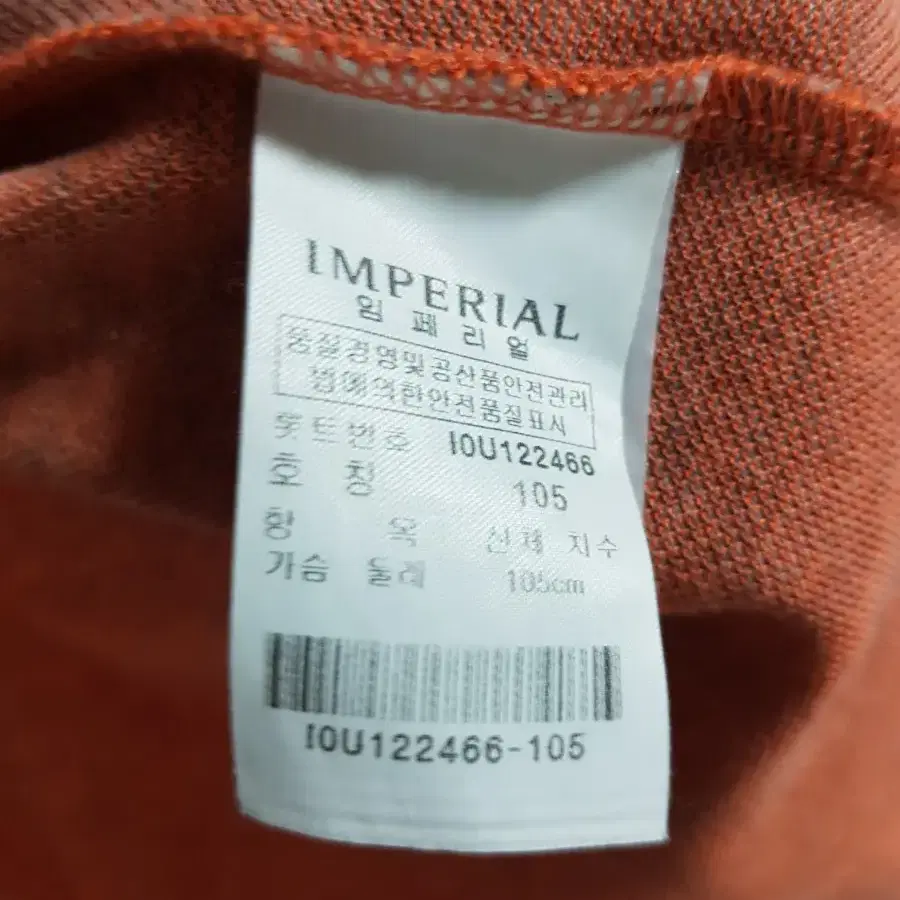 IMPERIAL
임페리얼
품질경영및공산품안전관리
법에의한안전품질표시
롯트번호 IOU122466
호 칭 105
항 목 신체 치수
가슴 둘레 105cm
IOU122466-105